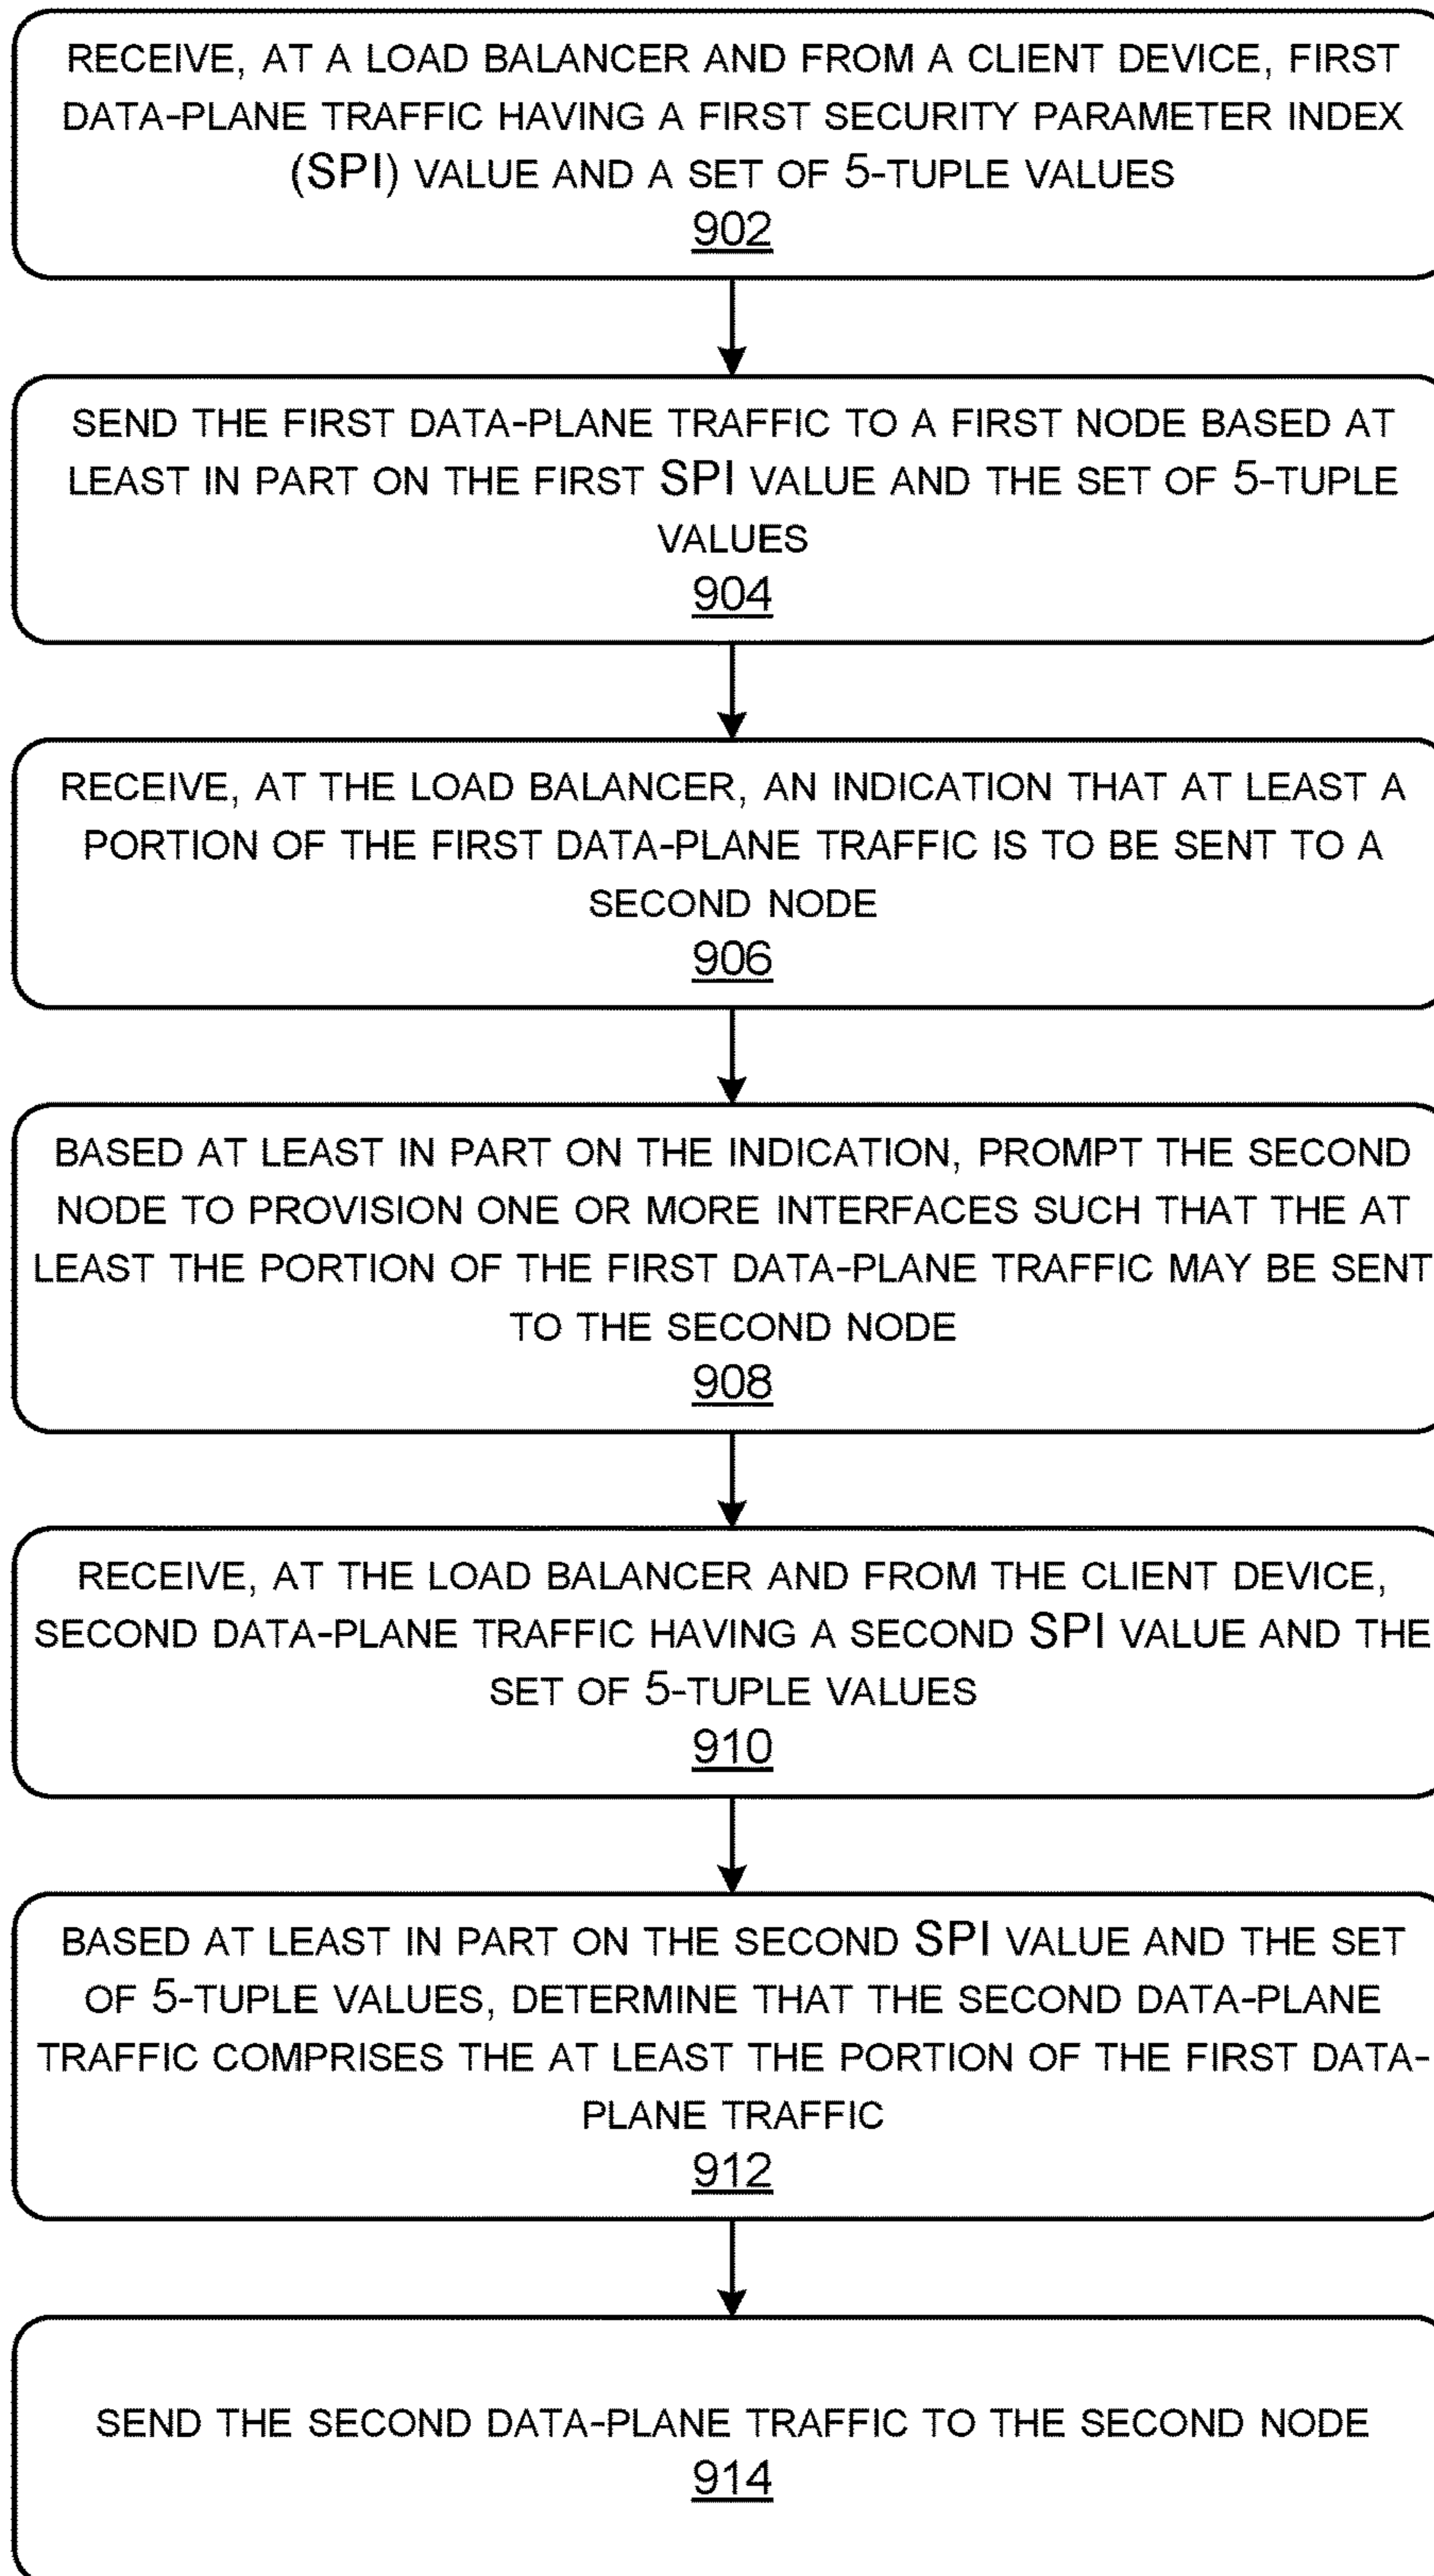 RECEIVE, AT A LOAD BALANCER AND FROM A CLIENT DEVICE, FIRST
DATA-PLANE TRAFFIC HAVING A FIRST SECURITY PARAMETER INDEX
(SPI) VALUE AND A SET OF 5-TUPLE VALUES
902
SEND THE FIRST DATA-PLANE TRAFFIC TO A FIRST NODE BASED AT
LEAST IN PART ON THE FIRST SPI VALUE AND THE SET OF 5-TUPLE
VALUES
904
RECEIVE, AT THE LOAD BALANCER, AN INDICATION THAT AT LEAST A
PORTION OF THE FIRST DATA-PLANE TRAFFIC IS TO BE SENT TO A
SECOND NODE
906
BASED AT LEAST IN PART ON THE INDICATION, PROMPT THE SECOND
NODE TO PROVISION ONE OR MORE INTERFACES SUCH THAT THE AT
LEAST THE PORTION OF THE FIRST DATA-PLANE TRAFFIC MAY BE SENT
TO THE SECOND NODE
908
RECEIVE, AT THE LOAD BALANCER AND FROM THE CLIENT DEVICE,
SECOND DATA-PLANE TRAFFIC HAVING A SECOND SPI VALUE AND THE
SET OF 5-TUPLE VALUES
910
BASED AT LEAST IN PART ON THE SECOND SPI VALUE AND THE SET
OF 5-TUPLE VALUES, DETERMINE THAT THE SECOND DATA-PLANE
TRAFFIC COMPRISES THE AT LEAST THE PORTION OF THE FIRST DATA-
PLANE TRAFFIC
912
SEND THE SECOND DATA-PLANE TRAFFIC TO THE SECOND NODE
914